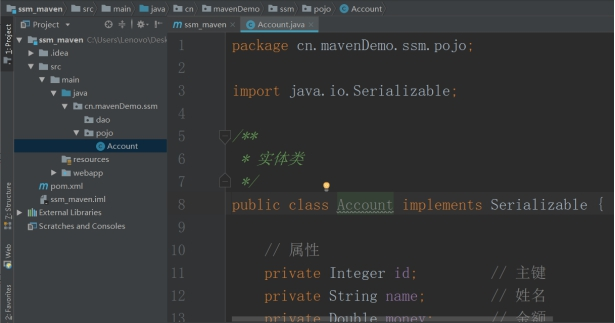 ssm_maven src main java cn mavenDemo ssm pojo Account
Project
ssm_maven Account.java
1: Project
ssm_maven C:\Users\Lenovo\Desk
.idea
src
main
java
cn.mavenDemo.ssm
dao
pojo
Account
resources
webapp
pom.xml
ssm_maven.iml
External Libraries
Scratches and Consoles
7: Structure
Web
2: Favorites
1 package cn.mavenDemo.ssm.pojo;
2
3 import java.io.Serializable;
4
5 /**
6 * 实体类
7 */
8 public class Account implements Serializable {
9
10 // 属性
11 private Integer id; // 主键
12 private String name; // 姓名
13 private Double money; // 金额